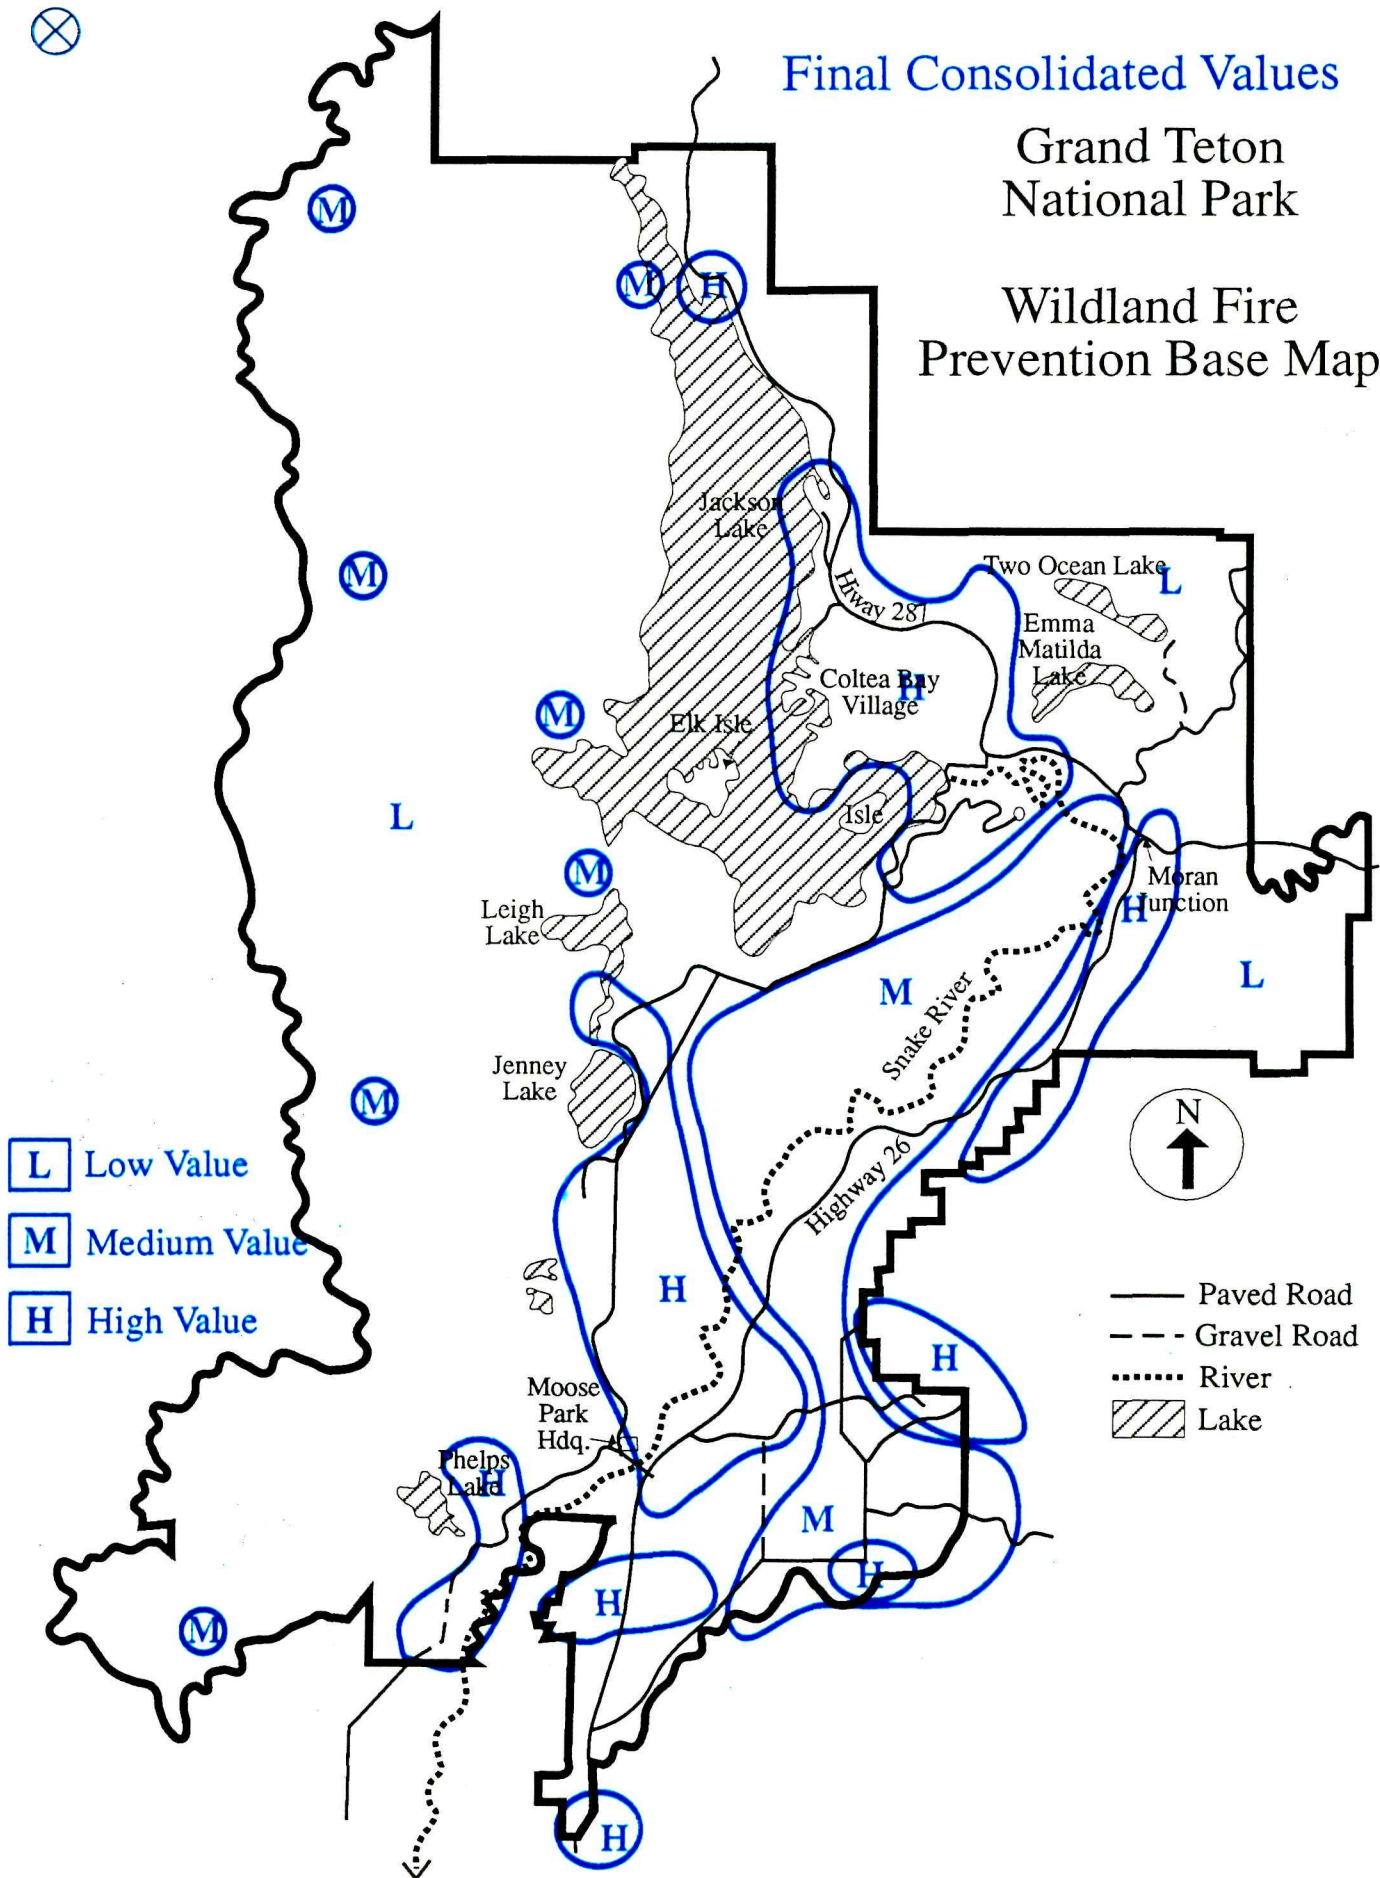 Final Consolidated Values
Grand Teton
National Park
Wildland Fire
Prevention Base Map
M
M
H
Jackson
Lake
M
Two Ocean Lake
L
Hiway 287
Emma
Matilda
Lake
Coltea Bay
Village
H
M
Elk Isle
L
Isle
M
Moran
Junction
H
Leigh
Lake
M
Snake River
L
Jenney
Lake
M
N
L Low Value
M Medium Value
H High Value
Highway 26
H
Paved Road
Gravel Road
River
Lake
H
Moose
Park
Hdq.
Phelps
Lake
H
M
H
H
M
H